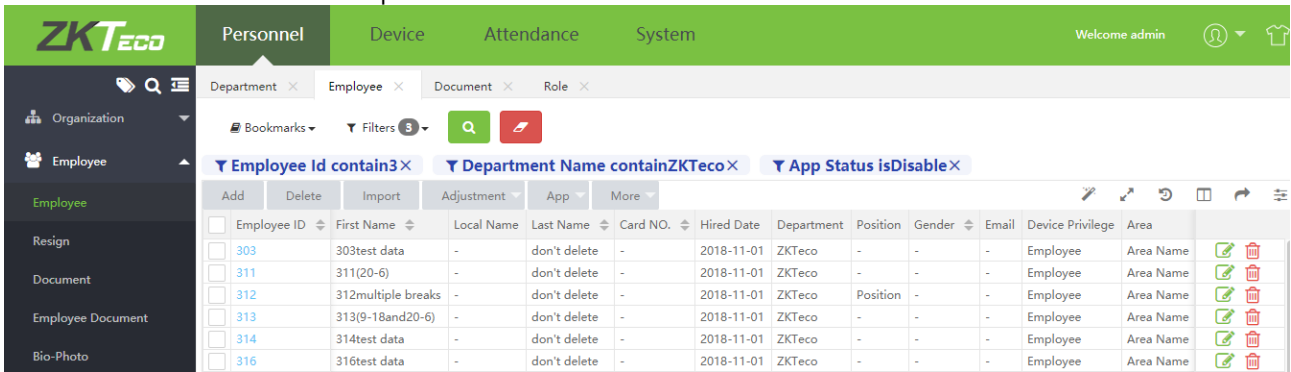 ZKTECO Personnel Device Attendance System Welcome admin
Department × Employee × Document × Role ×
Organization
Bookmarks Filters 3
Employee
Employee Id contain3× Department Name containZKTeco× App Status isDisable×
Add Delete Import Adjustment App More
Employee
Employee ID First Name Local Name Last Name Card NO. Hired Date Department Position Gender Email Device Privilege Area
Resign
303 303test data - don't delete - 2018-11-01 ZKTeco - - - Employee Area Name
311 311(20-6) - don't delete - 2018-11-01 ZKTeco - - - Employee Area Name
Document
312 312multiple breaks - don't delete - 2018-11-01 ZKTeco Position - - Employee Area Name
Employee Document
313 313(9-18and20-6) - don't delete - 2018-11-01 ZKTeco - - - Employee Area Name
314 314test data - don't delete - 2018-11-01 ZKTeco - - - Employee Area Name
Bio-Photo
316 316test data - don't delete - 2018-11-01 ZKTeco - - - Employee Area Name